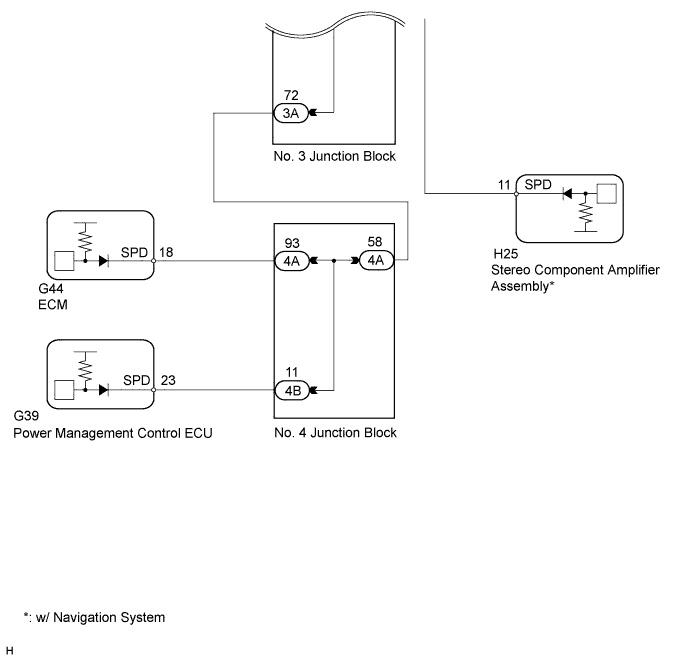 72
3A
No. 3 Junction Block
11 SPD
H25
Stereo Component Amplifier
Assembly*
SPD 18
G44
ECM
93
4A
58
4A
SPD 23
G39
Power Management Control ECU
11
4B
No. 4 Junction Block
*: w/ Navigation System
H